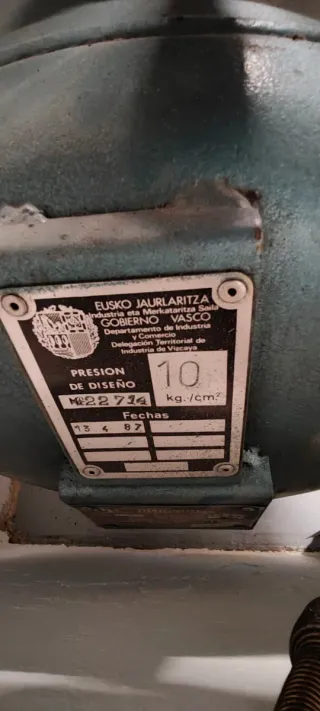 EUSKO JAURLARITZA
Industria eta Merkataritza Saila
GOBIERNO VASCO
Departamento de Industria
y Comercio
Delegación Territorial de
Industria de Vizcaya
PRESION
DE DISEÑO
10
kg./cm²
Nº 22714
Fechas
13 4 87